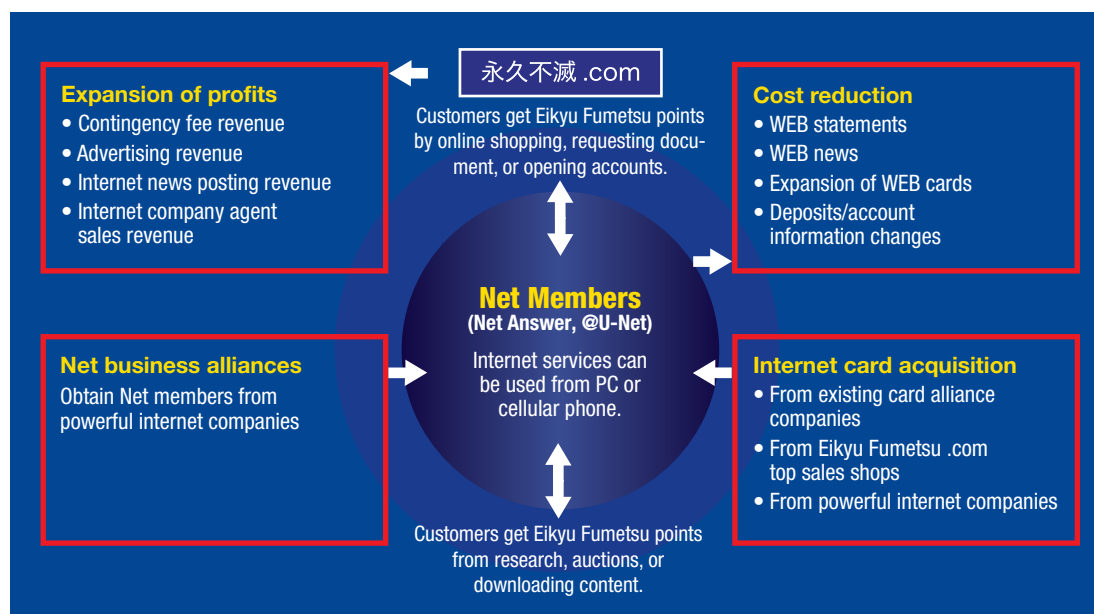 永久不滅.com
Customers get Eikyu Fumetsu points
by online shopping, requesting docu-
ment, or opening accounts.
Expansion of profits
• Contingency fee revenue
• Advertising revenue
• Internet news posting revenue
• Internet company agent
sales revenue
Cost reduction
• WEB statements
• WEB news
• Expansion of WEB cards
• Deposits/account
information changes
Net Members
(Net Answer, @U-Net)
Internet services can
be used from PC or
cellular phone.
Net business alliances
Obtain Net members from
powerful internet companies
Internet card acquisition
• From existing card alliance
companies
• From Eikyu Fumetsu .com
top sales shops
• From powerful internet companies
Customers get Eikyu Fumetsu points
from research, auctions, or
downloading content.